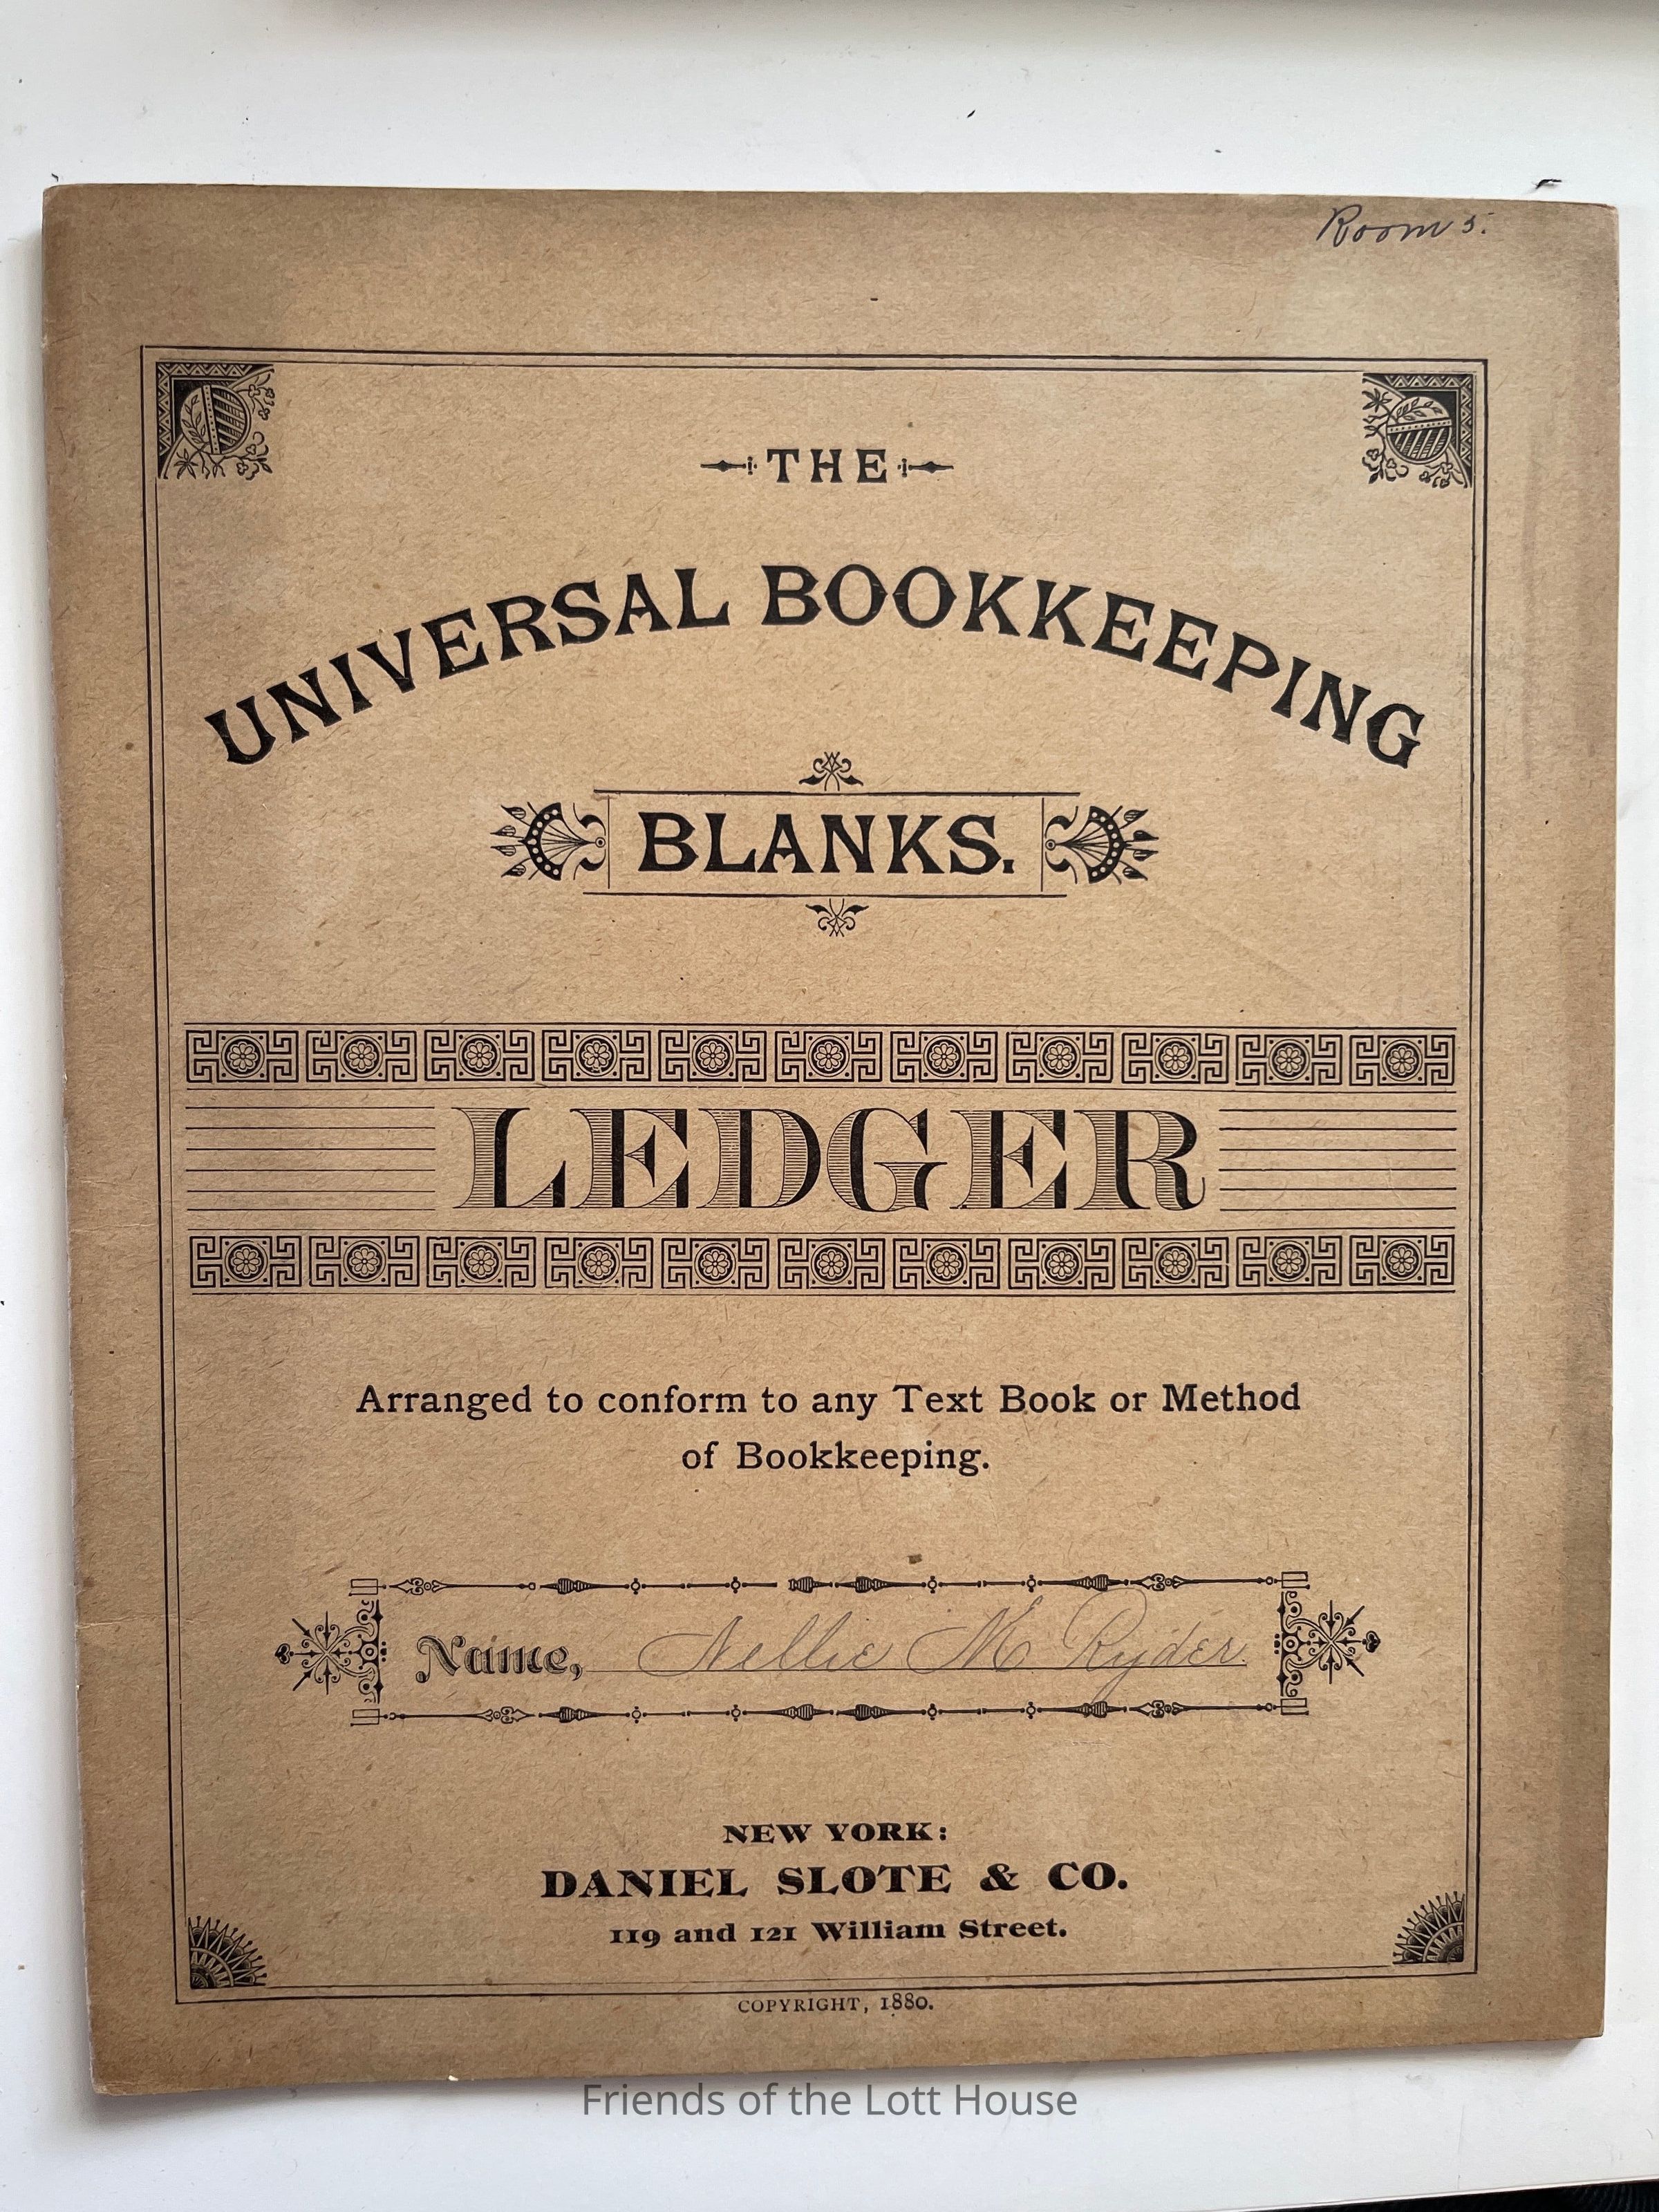 Room 5.
THE
UNIVERSAL BOOKKEEPING
BLANKS.
LEDGER
Arranged to conform to any Text Book or Method
of Bookkeeping.
Name, Nellie M Ryder.
NEW YORK:
DANIEL SLOTE & CO.
119 and 121 William Street.
COPYRIGHT, 1880.
Friends of the Lott House